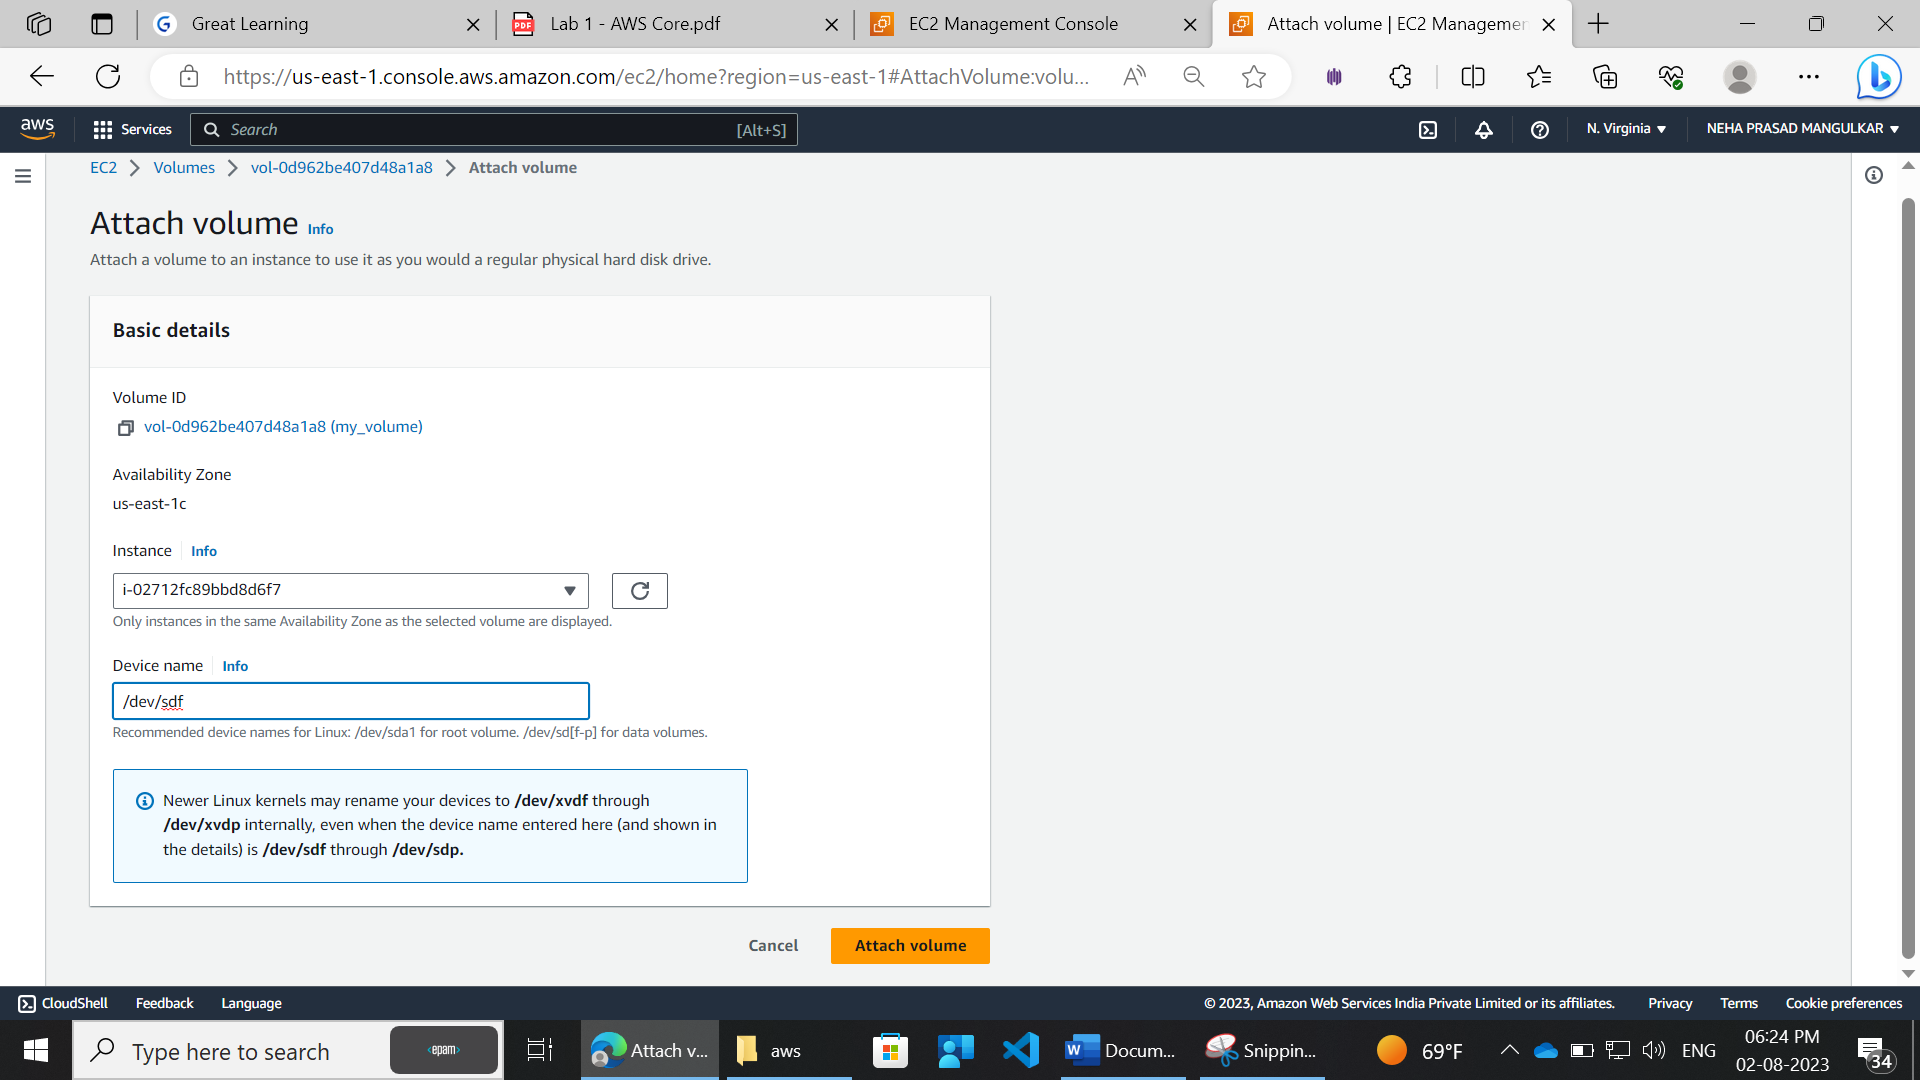 Great Learning
PDF
Lab 1 - AWS Core.pdf
EC2 Management Console
Attach volume | EC2 Managemen
https://us-east-1.console.aws.amazon.com/ec2/home?region=us-east-1#AttachVolume:volu...
aws
Services
Search
[Alt+S]
N. Virginia
NEHA PRASAD MANGULKAR
EC2
Volumes
vol-0d962be407d48a1a8
Attach volume
Attach volume Info
Attach a volume to an instance to use it as you would a regular physical hard disk drive.
Basic details
Volume ID
vol-0d962be407d48a1a8 (my_volume)
Availability Zone
us-east-1c
Instance Info
i-02712fc89bbd8d6f7
Only instances in the same Availability Zone as the selected volume are displayed.
Device name Info
/dev/sdf
Recommended device names for Linux: /dev/sda1 for root volume. /dev/sd[f-p] for data volumes.
Newer Linux kernels may rename your devices to /dev/xvdf through
/dev/xvdp internally, even when the device name entered here (and shown in
the details) is /dev/sdf through /dev/sdp.
Cancel
Attach volume
CloudShell
Feedback
Language
© 2023, Amazon Web Services India Private Limited or its affiliates.
Privacy
Terms
Cookie preferences
Type here to search
<epam>
Attach v...
aws
Docum...
Snippin...
69°F
ENG
06:24 PM
02-08-2023
34